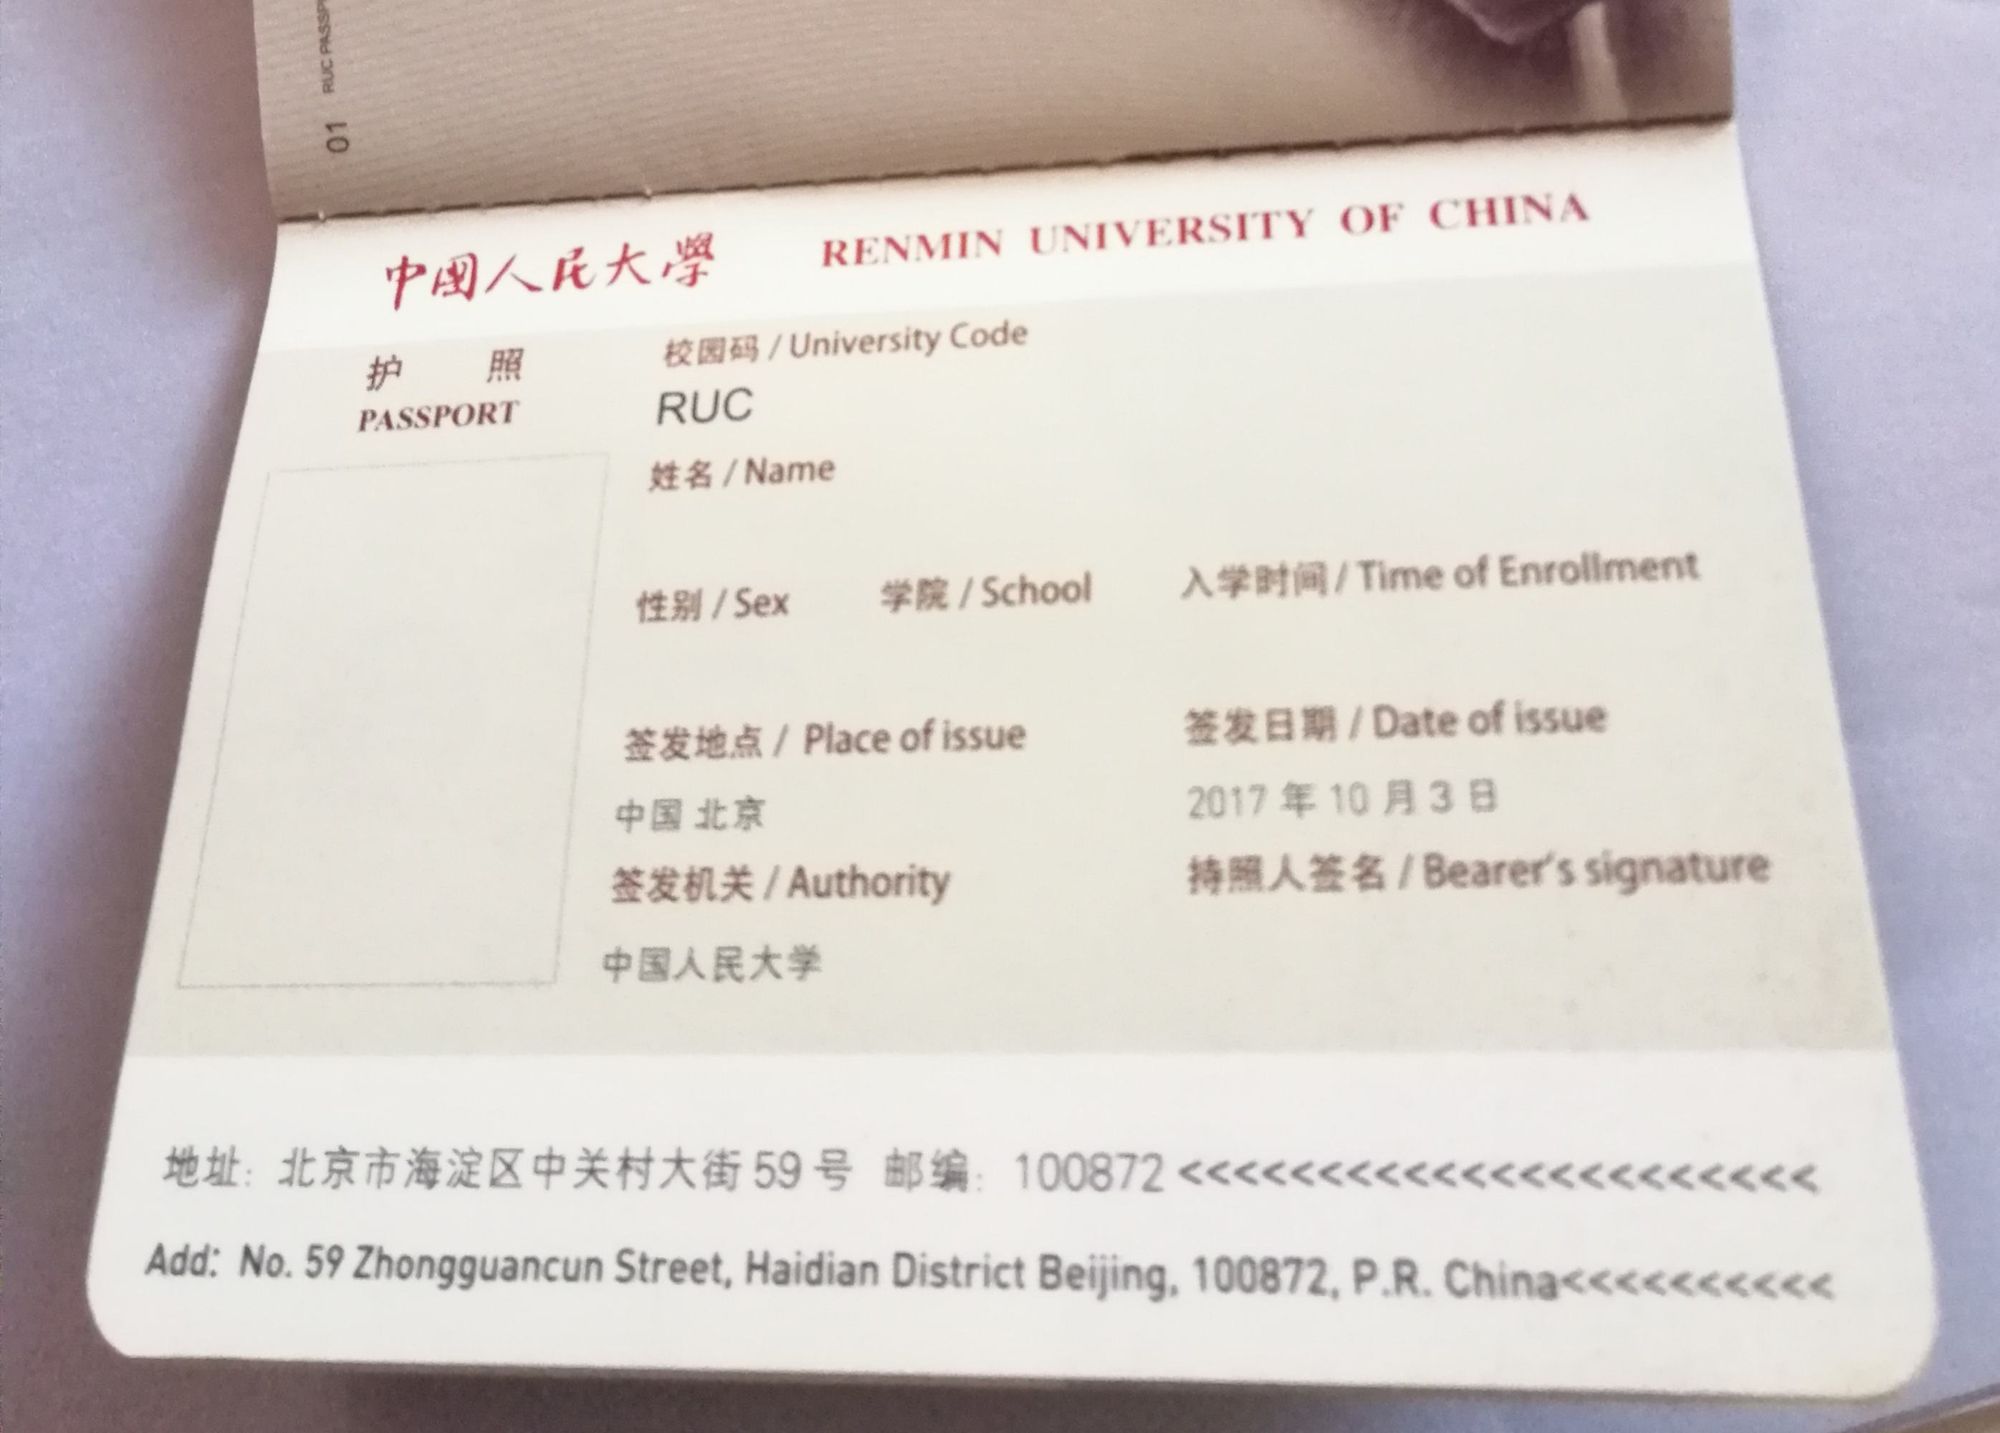 01 RUC PASSP
中國人民大學 RENMIN UNIVERSITY OF CHINA
护照
PASSPORT
校园码 / University Code
RUC
姓名 / Name
性别 / Sex 学院 / School 入学时间 / Time of Enrollment
签发地点 / Place of issue 签发日期 / Date of issue
中国 北京 2017 年 10 月 3 日
签发机关 / Authority 持照人签名 / Bearer's signature
中国人民大学
地址: 北京市海淀区中关村大街 59 号 邮编: 100872 <<<<<<<<<<<<<<<<<<<<<<<
Add: No. 59 Zhongguancun Street, Haidian District Beijing, 100872, P.R. China<<<<<<<<<<